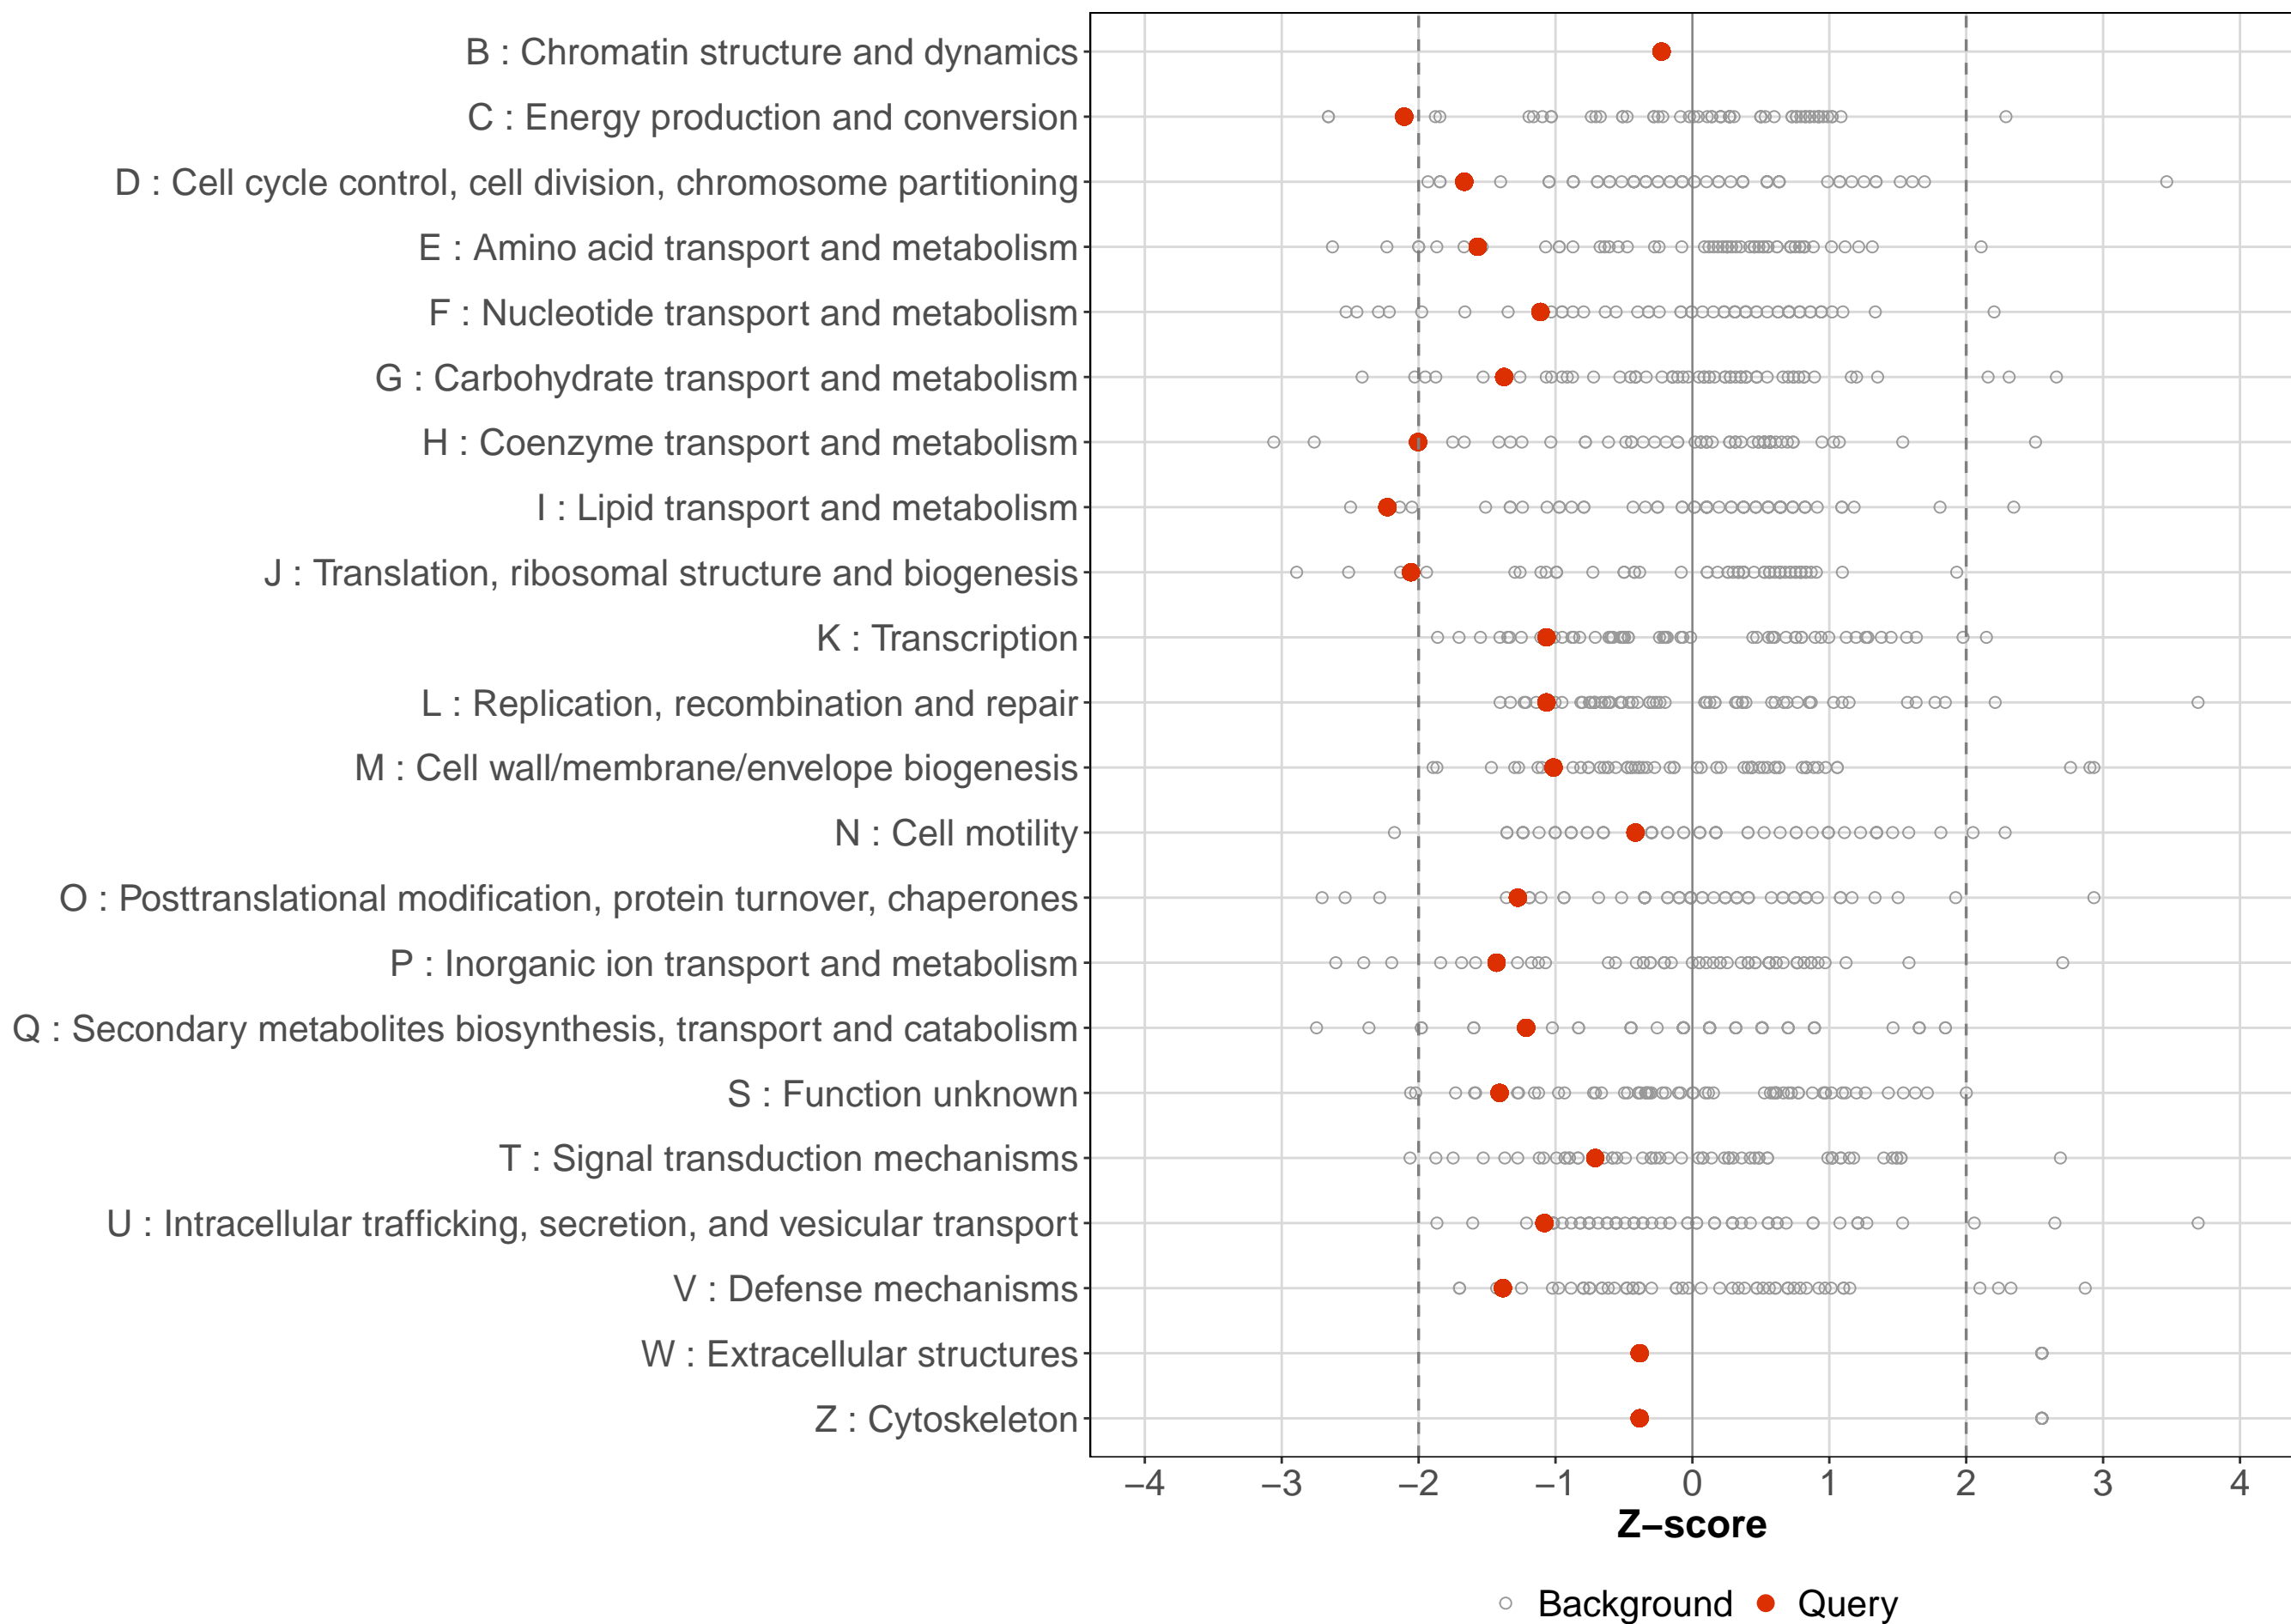 B : Chromatin structure and dynamics
C : Energy production and conversion
D : Cell cycle control, cell division, chromosome partitioning
E : Amino acid transport and metabolism
F : Nucleotide transport and metabolism
G : Carbohydrate transport and metabolism
H : Coenzyme transport and metabolism
I : Lipid transport and metabolism
J : Translation, ribosomal structure and biogenesis
K : Transcription
L : Replication, recombination and repair
M : Cell wall/membrane/envelope biogenesis
N : Cell motility
O : Posttranslational modification, protein turnover, chaperones
P : Inorganic ion transport and metabolism
Q : Secondary metabolites biosynthesis, transport and catabolism
S : Function unknown
T : Signal transduction mechanisms
U : Intracellular trafficking, secretion, and vesicular transport
V : Defense mechanisms
W : Extracellular structures
Z : Cytoskeleton
−4 −3 −2 −1 0 1 2 3 4
Z−score
Background Query